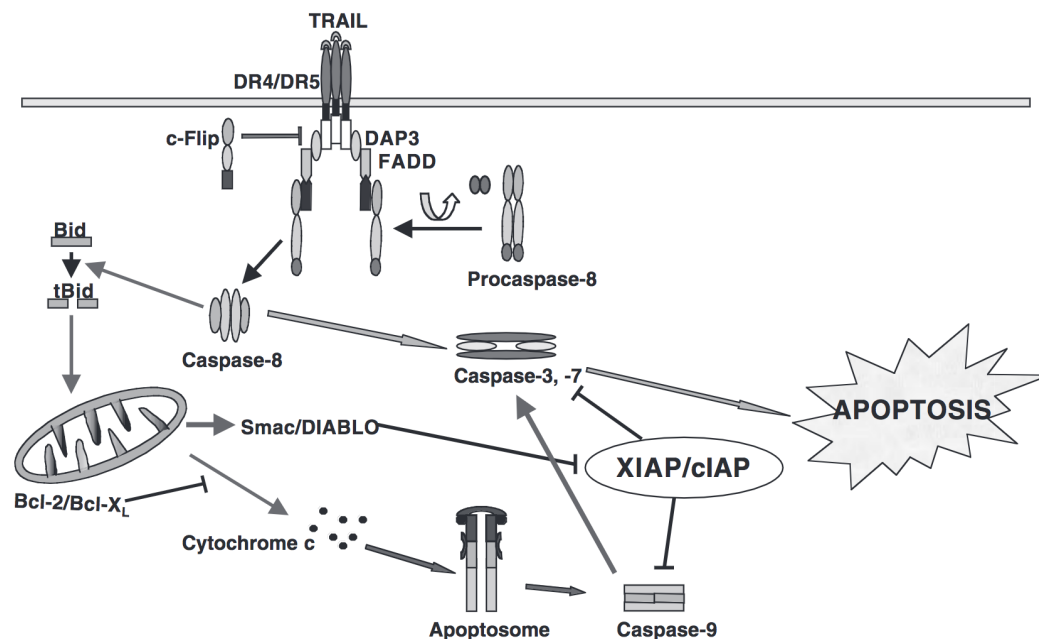 TRAIL
DR4/DR5
c-Flip
DAP3
FADD
Procaspase-8
Bid
tBid
Caspase-8
Caspase-3, -7
APOPTOSIS
Smac/DIABLO
XIAP/cIAP
Bcl-2/Bcl-XL
Cytochrome c
Apoptosome
Caspase-9